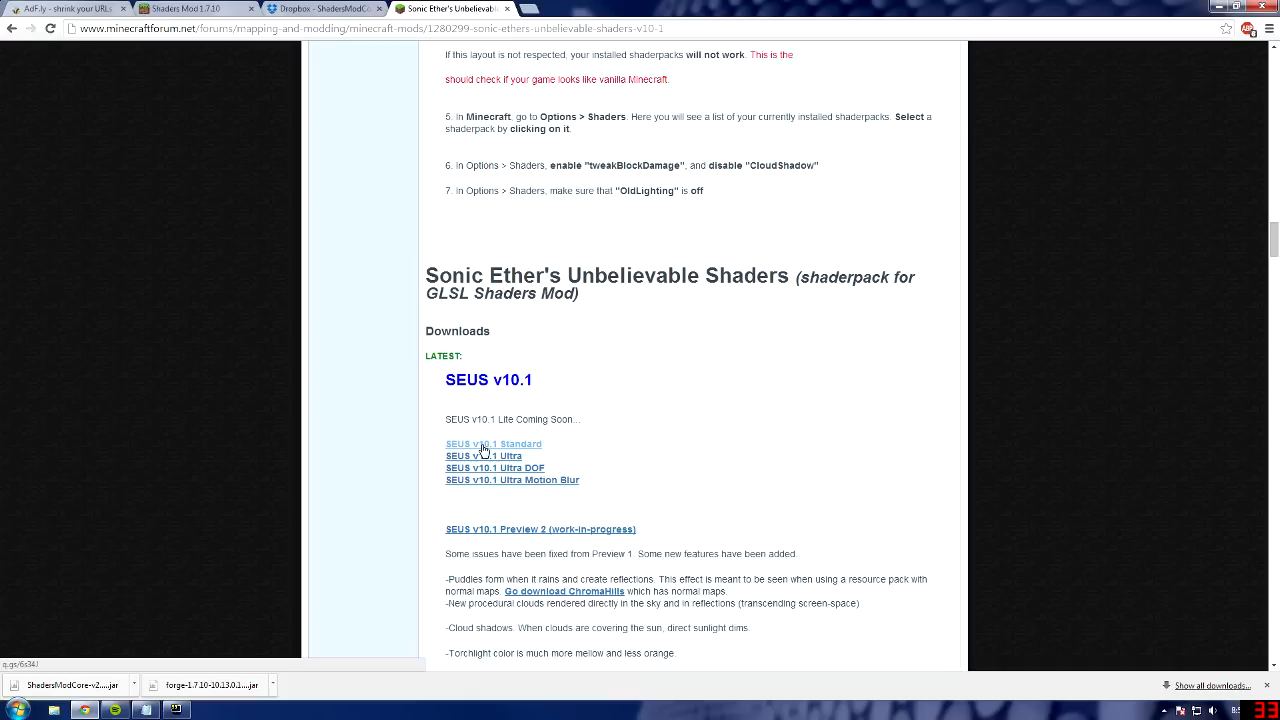 AdF.ly - shrink your URLs
Shaders Mod 1.7.10
Dropbox - ShadersModCo
Sonic Ether's Unbelievabl
www.minecraftforum.net/forums/mapping-and-modding/minecraft-mods/1280299-sonic-ethers-unbelievable-shaders-v10-1
If this layout is not respected, your installed shaderpacks will not work. This is the
should check if your game looks like vanilla Minecraft.
5. In Minecraft, go to Options > Shaders. Here you will see a list of your currently installed shaderpacks. Select a
shaderpack by clicking on it.
6. In Options > Shaders, enable "tweakBlockDamage", and disable "CloudShadow"
7. In Options > Shaders, make sure that "OldLighting" is off
Sonic Ether's Unbelievable Shaders (shaderpack for
GLSL Shaders Mod)
Downloads
LATEST:
SEUS v10.1
SEUS v10.1 Lite Coming Soon...
SEUS v10.1 Standard
SEUS v10.1 Ultra
SEUS v10.1 Ultra DOF
SEUS v10.1 Ultra Motion Blur
SEUS v10.1 Preview 2 (work-in-progress)
Some issues have been fixed from Preview 1. Some new features have been added.
-Puddles form when it rains and create reflections. This effect is meant to be seen when using a resource pack with
normal maps. Go download ChromaHills which has normal maps.
-New procedural clouds rendered directly in the sky and in reflections (transcending screen-space)
-Cloud shadows. When clouds are covering the sun, direct sunlight dims.
-Torchlight color is much more mellow and less orange.
q.gs/6s34J
ShadersModCore-v2....jar
forge-1.7.10-10.13.0.1....jar
Show all downloads...
33